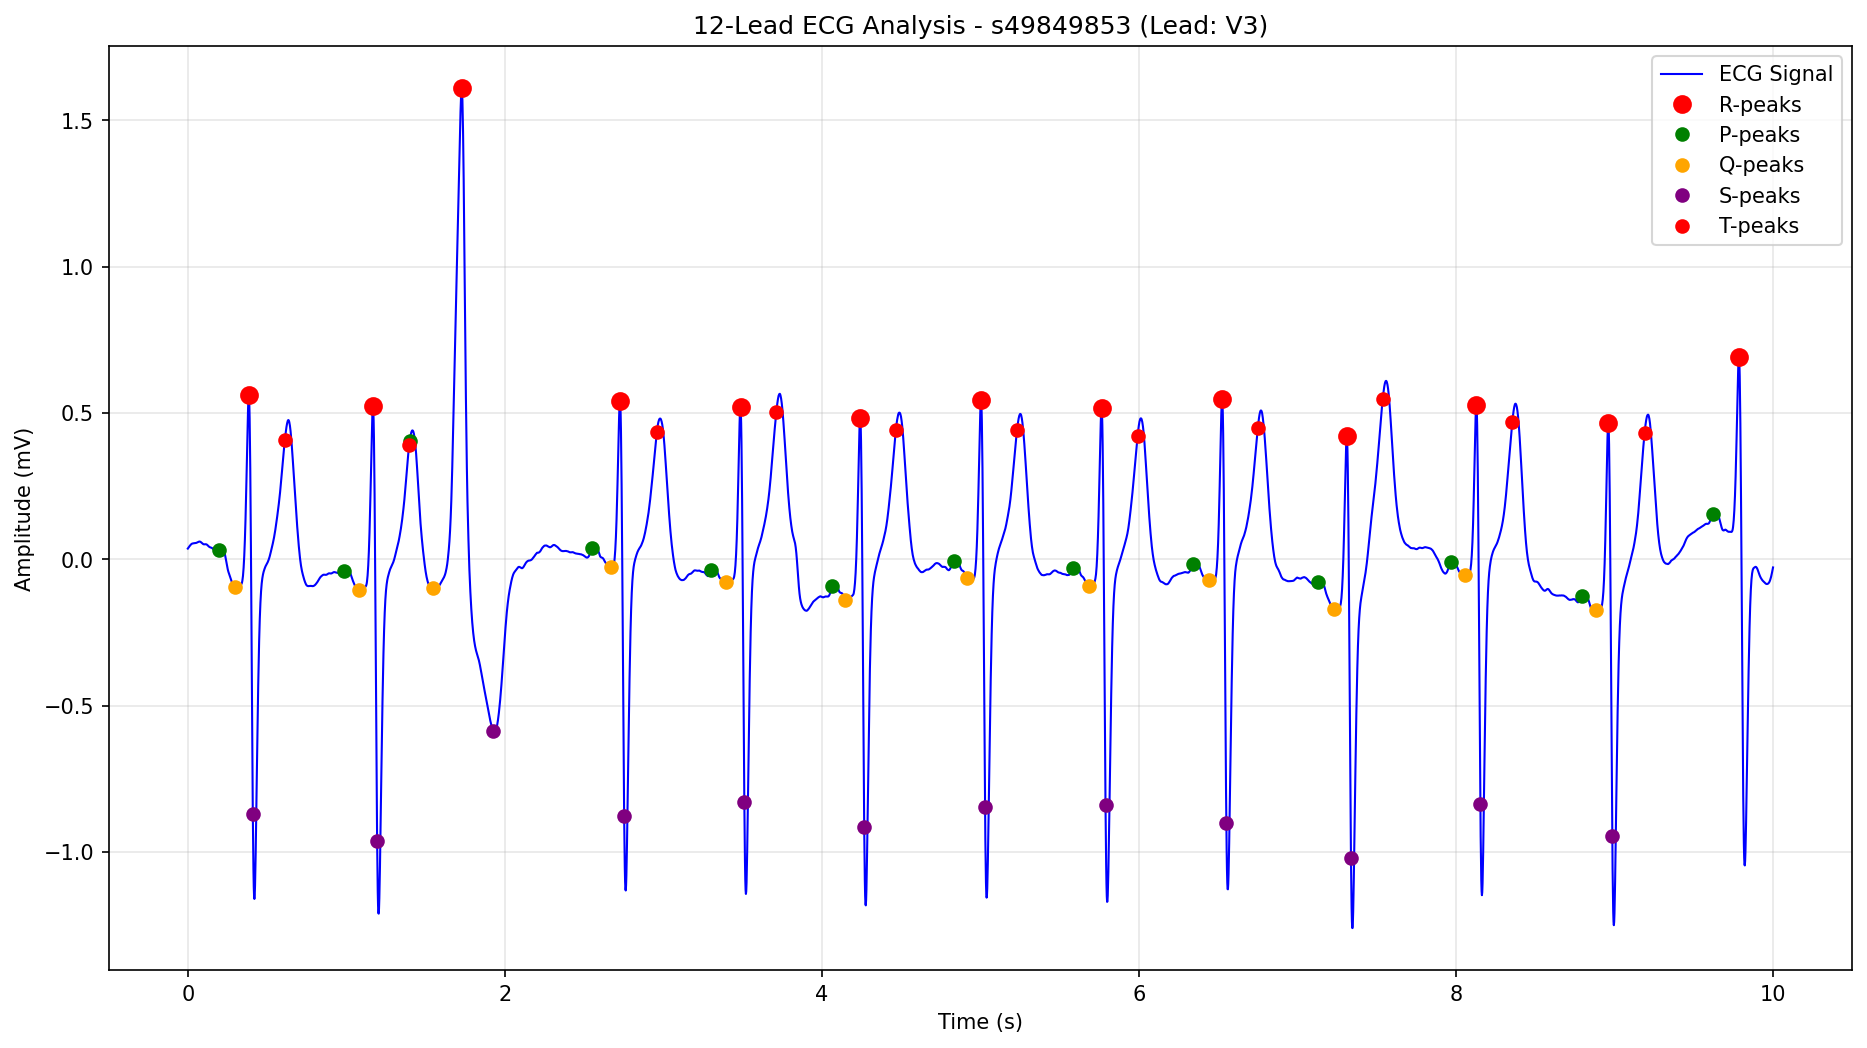 12-Lead ECG Analysis - s49849853 (Lead: V3)
ECG Signal
R-peaks
P-peaks
Q-peaks
S-peaks
T-peaks
Amplitude (mV)
1.5
1.0
0.5
0.0
−0.5
−1.0
0 2 4 6 8 10
Time (s)